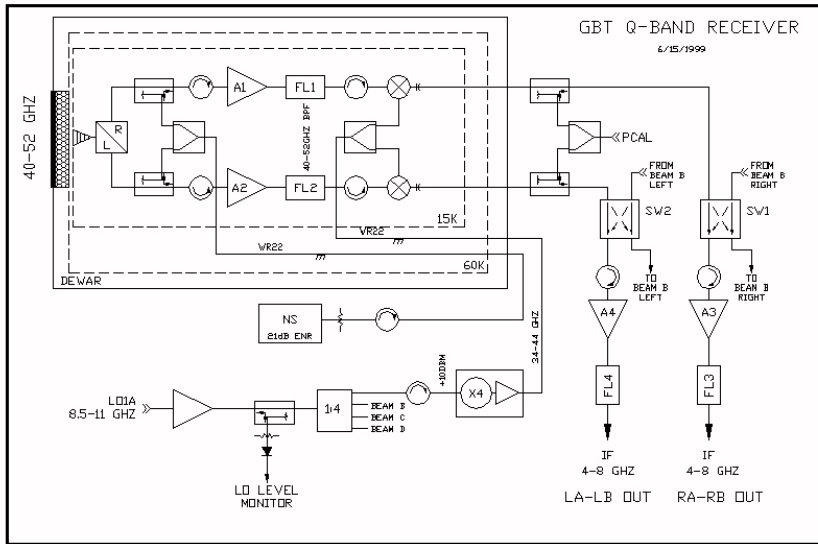 GBT Q-BAND RECEIVER
6/15/1999
40-52 GHZ
R
L
A1
FL1
40-52GHZ BPF
A2
FL2
15K
WR22
WR22
60K
DEWAR
PCAL
FROM
BEAM B
LEFT
FROM
BEAM B
RIGHT
SW2
SW1
TO
BEAM B
LEFT
TO
BEAM B
RIGHT
NS
21dB ENR
34-44 GHZ
A4
A3
LO1A
8.5-11 GHZ
1:4
+10DBM
X4
BEAM B
BEAM C
BEAM D
FL4
FL3
LO LEVEL
MONITOR
IF
4-8 GHZ
IF
4-8 GHZ
LA-LB OUT
RA-RB OUT